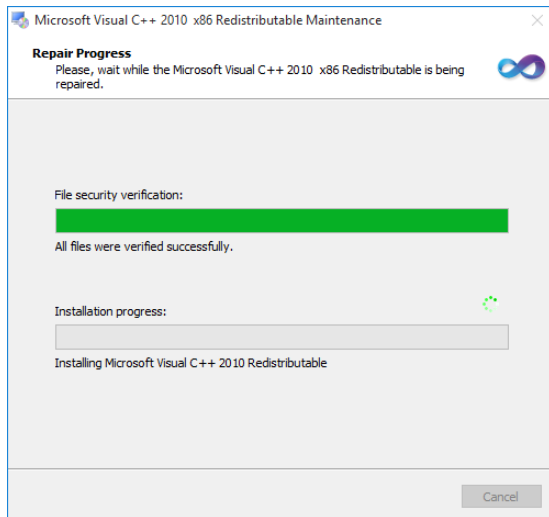 Microsoft Visual C++ 2010  x86 Redistributable Maintenance
Repair Progress
Please, wait while the Microsoft Visual C++ 2010  x86 Redistributable is being
repaired.
File security verification:
All files were verified successfully.
Installation progress:
Installing Microsoft Visual C++ 2010 Redistributable
Cancel